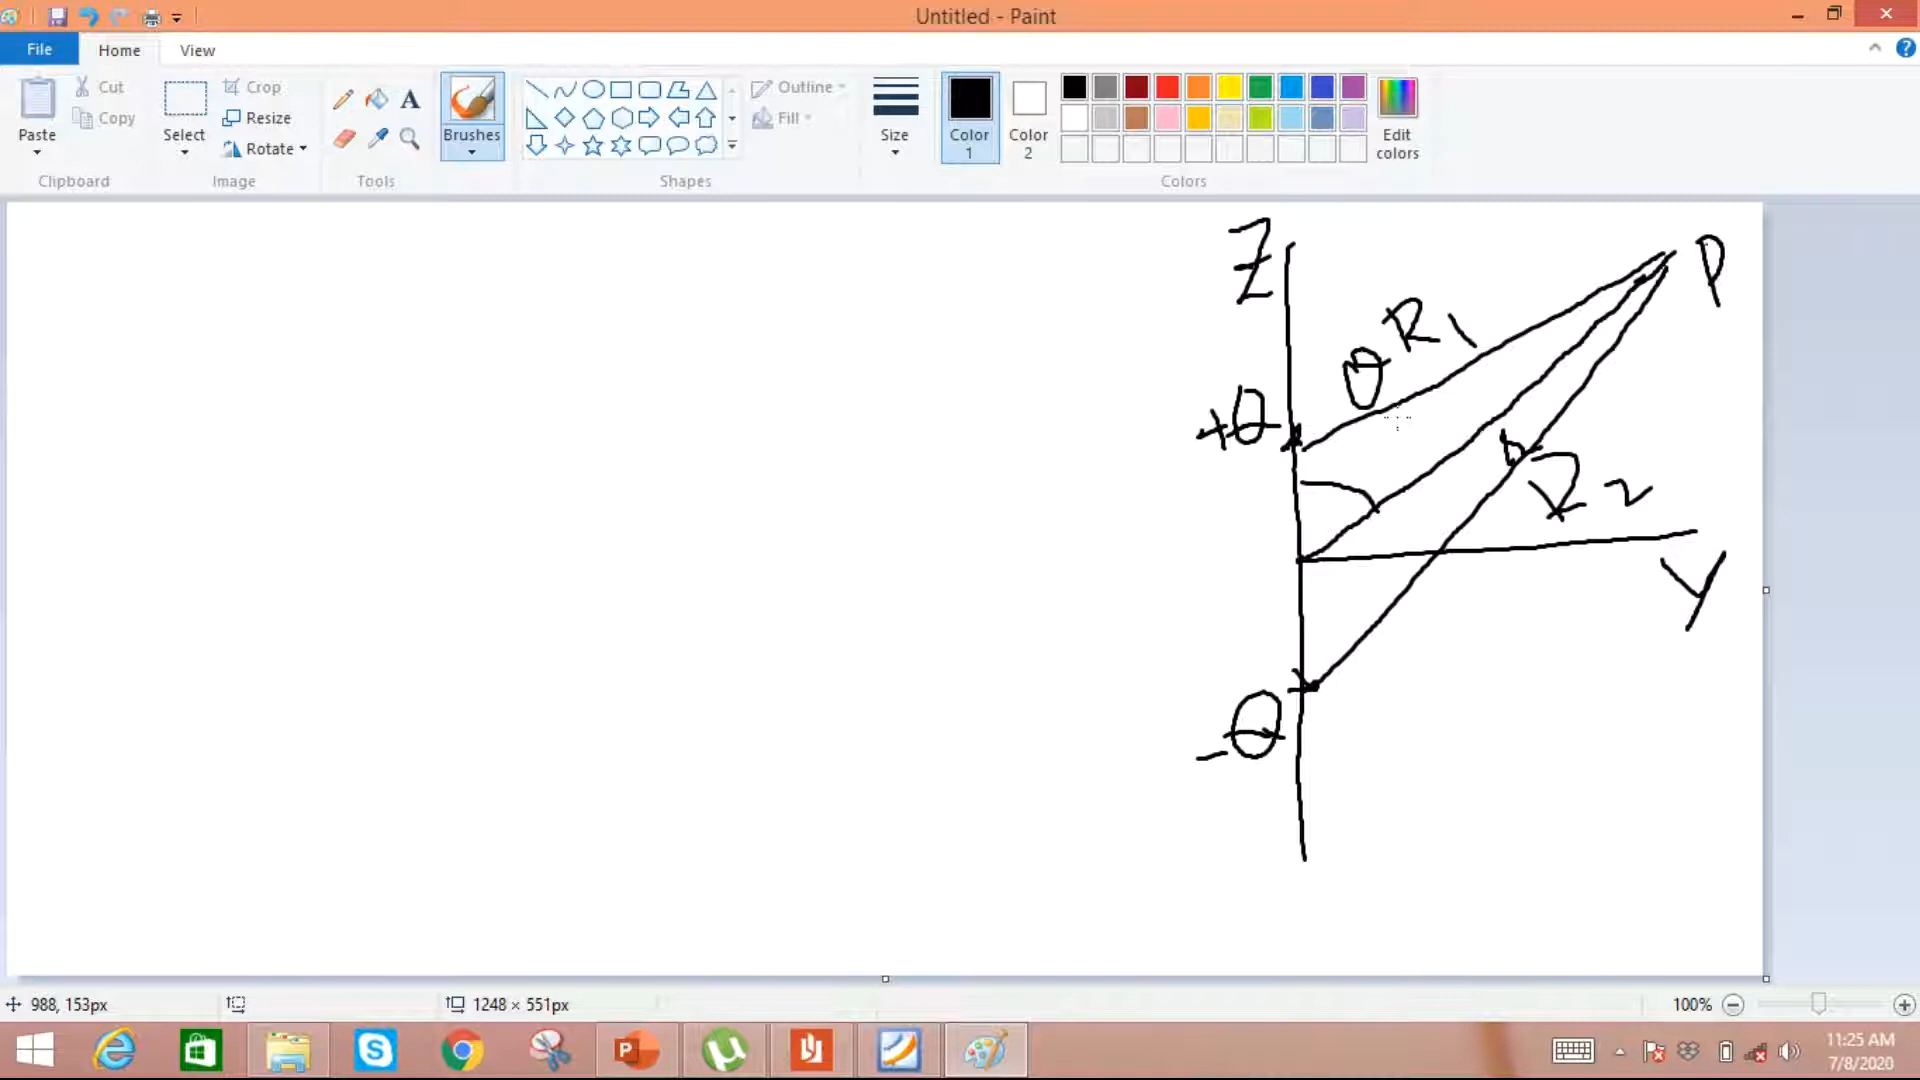 Untitled - Paint
File Home View
Paste
Cut
Copy
Clipboard
Select
Crop
Resize
Rotate
Image
A
Tools
Brushes
Shapes
Outline
Fill
Size
Color 1
Color 2
Edit colors
Colors
Z
P
R1
θ
+Q
R2
Y
-Q
988, 153px
1248 × 551px
100%
11:25 AM
7/8/2020